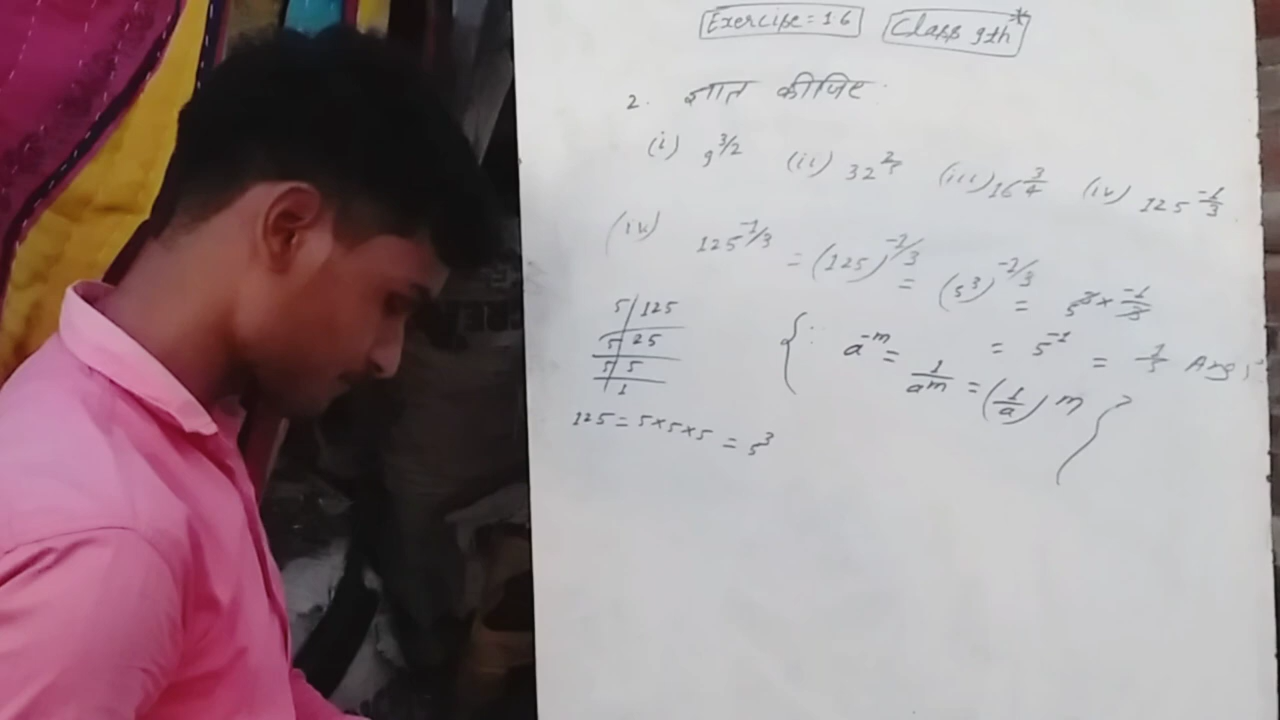 Exercise = 1.6 Class 9th*
2. ज्ञात कीजिए.
(i) 9^3/2 (ii) 32^2/5 (iii) 16^3/4 (iv) 125^-1/3
(iv) 125^-1/3 = (125)^-1/3 = (5^3)^-1/3 = 5^3 × -1/3
= 5^-1 = 1/5 Ans
5 | 125
5 | 25
5 | 5
1
{ ∵ a^-m = 1/a^m = (1/a)^m }
125 = 5×5×5 = 5^3